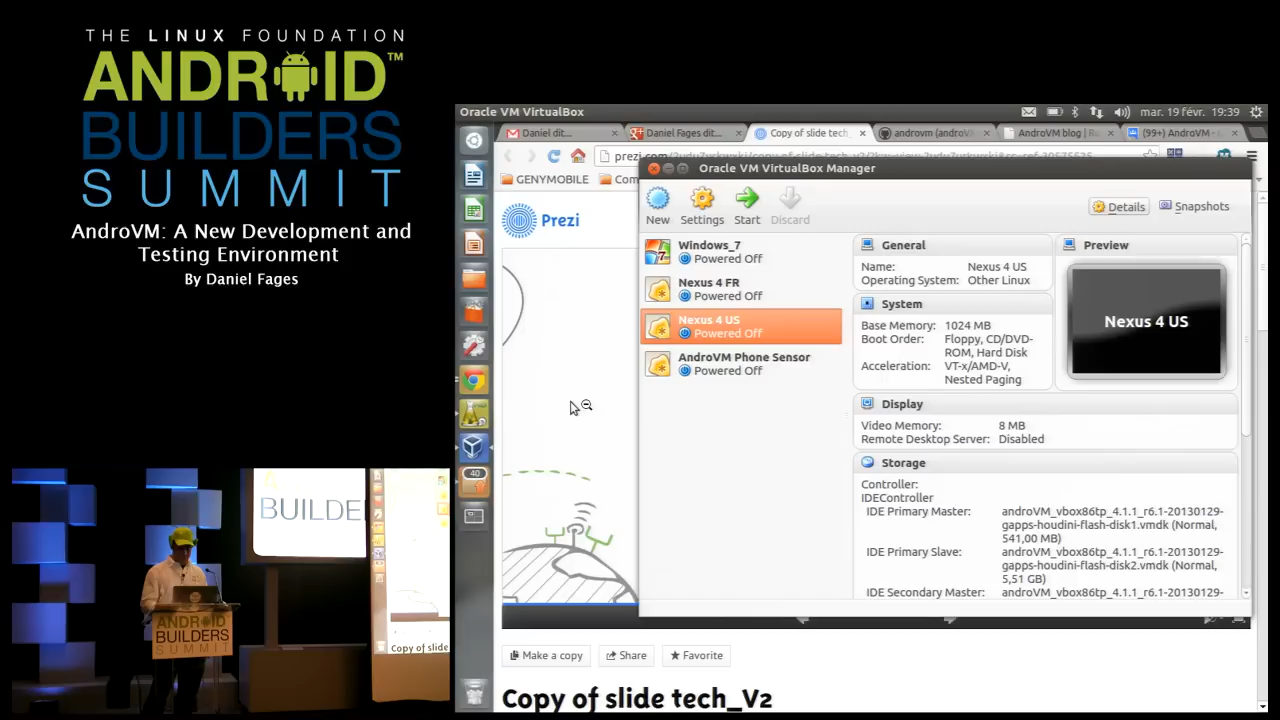 THE LINUX FOUNDATION
ANDROID™
BUILDERS
SUMMIT
AndroVM: A New Development and
Testing Environment
By Daniel Fages
Oracle VM VirtualBox
mar. 19 févr. 19:39
Daniel dit...
Daniel Fages dit...
Copy of slide tech_
androvm (androV
AndroVM blog | R
(99+) AndroVM
GENYMOBILE
Com
Prezi
Oracle VM VirtualBox Manager
New
Settings
Start
Discard
Details
Snapshots
Windows_7
Powered Off
Nexus 4 FR
Powered Off
Nexus 4 US
Powered Off
AndroVM Phone Sensor
Powered Off
General
Name: Nexus 4 US
Operating System: Other Linux
System
Base Memory: 1024 MB
Boot Order: Floppy, CD/DVD-
ROM, Hard Disk
Acceleration: VT-x/AMD-V,
Nested Paging
Preview
Nexus 4 US
Display
Video Memory: 8 MB
Remote Desktop Server: Disabled
Storage
Controller:
IDEController
IDE Primary Master: androVM_vbox86tp_4.1.1_r6.1-20130129-
gapps-houdini-flash-disk1.vmdk (Normal,
541,00 MB)
IDE Primary Slave: androVM_vbox86tp_4.1.1_r6.1-20130129-
gapps-houdini-flash-disk2.vmdk (Normal,
5,51 GB)
IDE Secondary Master: androVM_vbox86tp_4.1.1_r6.1-20130129-
40
Make a copy
Share
Favorite
Copy of slide tech_V2
BUILDE
Copy of slide
ANDROID
BUILDERS
SUMMIT